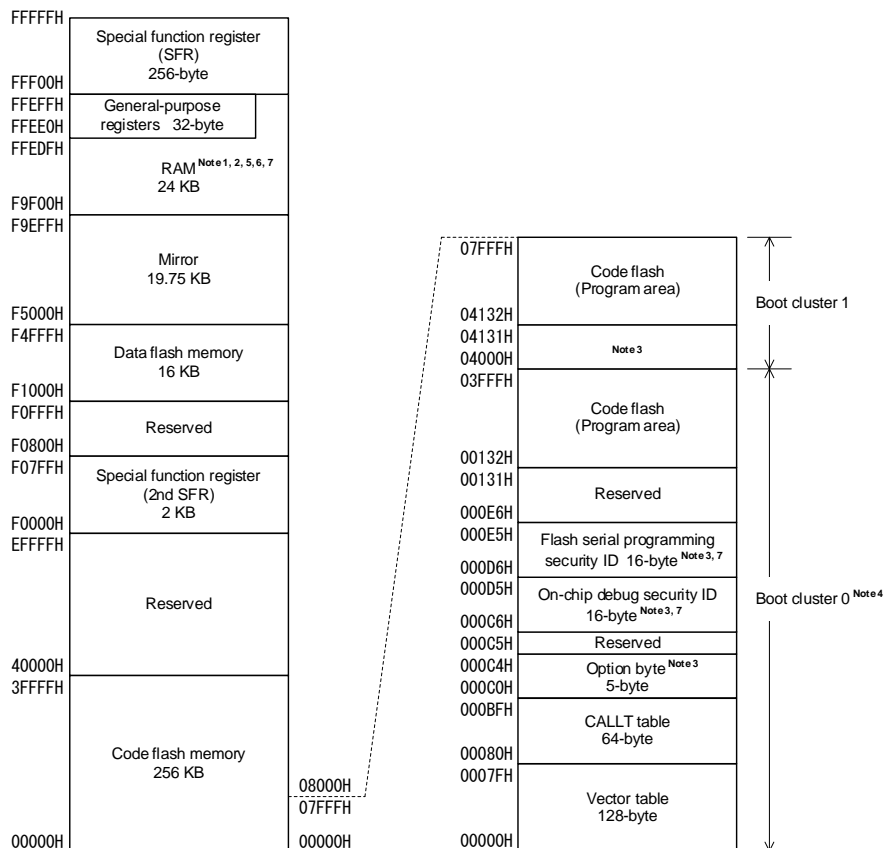 FFFFFH
Special function register
(SFR)
256-byte
FFF00H
FFEFFH
General-purpose
registers 32-byte
FFEE0H
FFEDFH
RAM Note 1, 2, 5, 6, 7
24 KB
F9F00H
F9EFFH
Mirror
19.75 KB
F5000H
F4FFFH
Data flash memory
16 KB
F1000H
F0FFFH
Reserved
F0800H
F07FFH
Special function register
(2nd SFR)
2 KB
F0000H
EFFFFH
Reserved
40000H
3FFFFH
Code flash memory
256 KB
00000H
08000H
07FFFH
00000H
07FFFH
Code flash
(Program area)
04132H
04131H
Note 3
04000H
03FFFH
Code flash
(Program area)
00132H
00131H
Reserved
000E6H
000E5H
Flash serial programming
security ID 16-byte Note 3, 7
000D6H
000D5H
On-chip debug security ID
16-byte Note 3, 7
000C6H
000C5H
Reserved
000C4H
Option byte Note 3
5-byte
000C0H
000BFH
CALLT table
64-byte
00080H
0007FH
Vector table
128-byte
00000H
Boot cluster 1
Boot cluster 0 Note 4